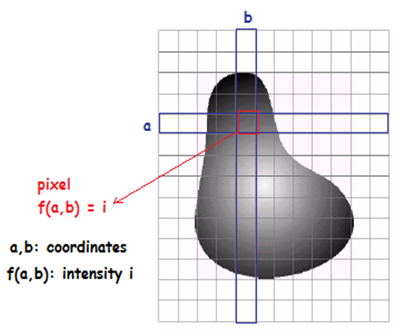 b
a
pixel
f(a,b) = i
a,b: coordinates
f(a,b): intensity i